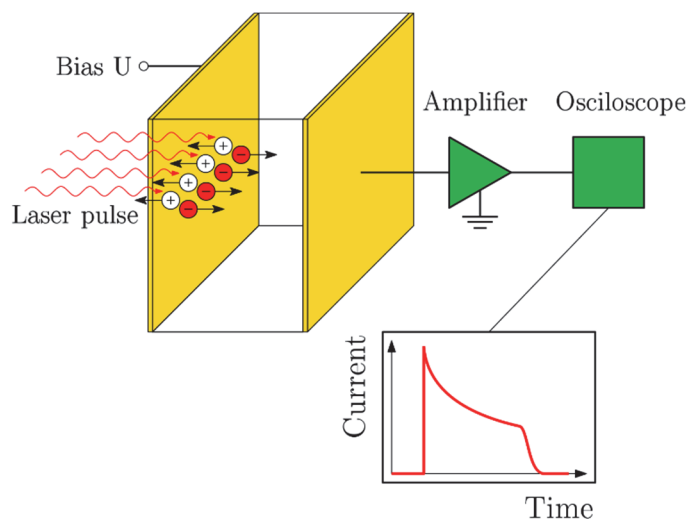 Bias U
Amplifier
Osciloscope
+
−
+
−
+
−
+
−
Laser pulse
Current
Time